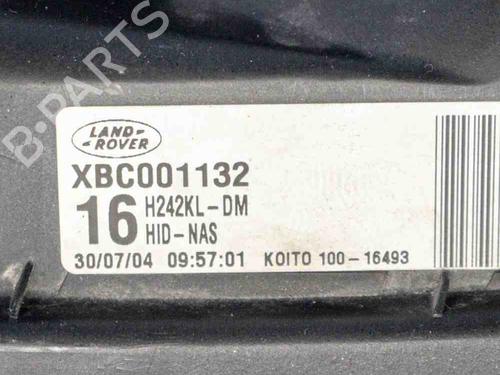 B-PARTS
LAND-
-ROVER
XBC001132
16 H242KL-DM
HID-NAS
30/07/04 09:57:01 KOITO 100-16493